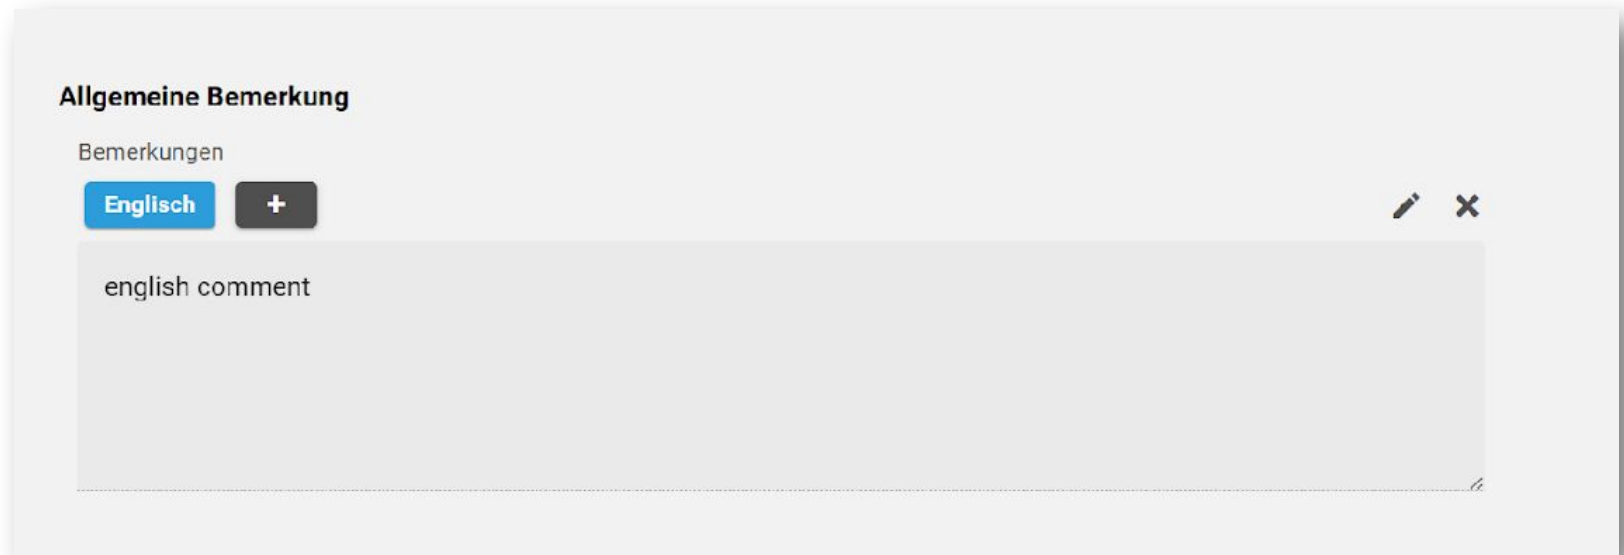 Allgemeine Bemerkung
Bemerkungen
Englisch +
english comment